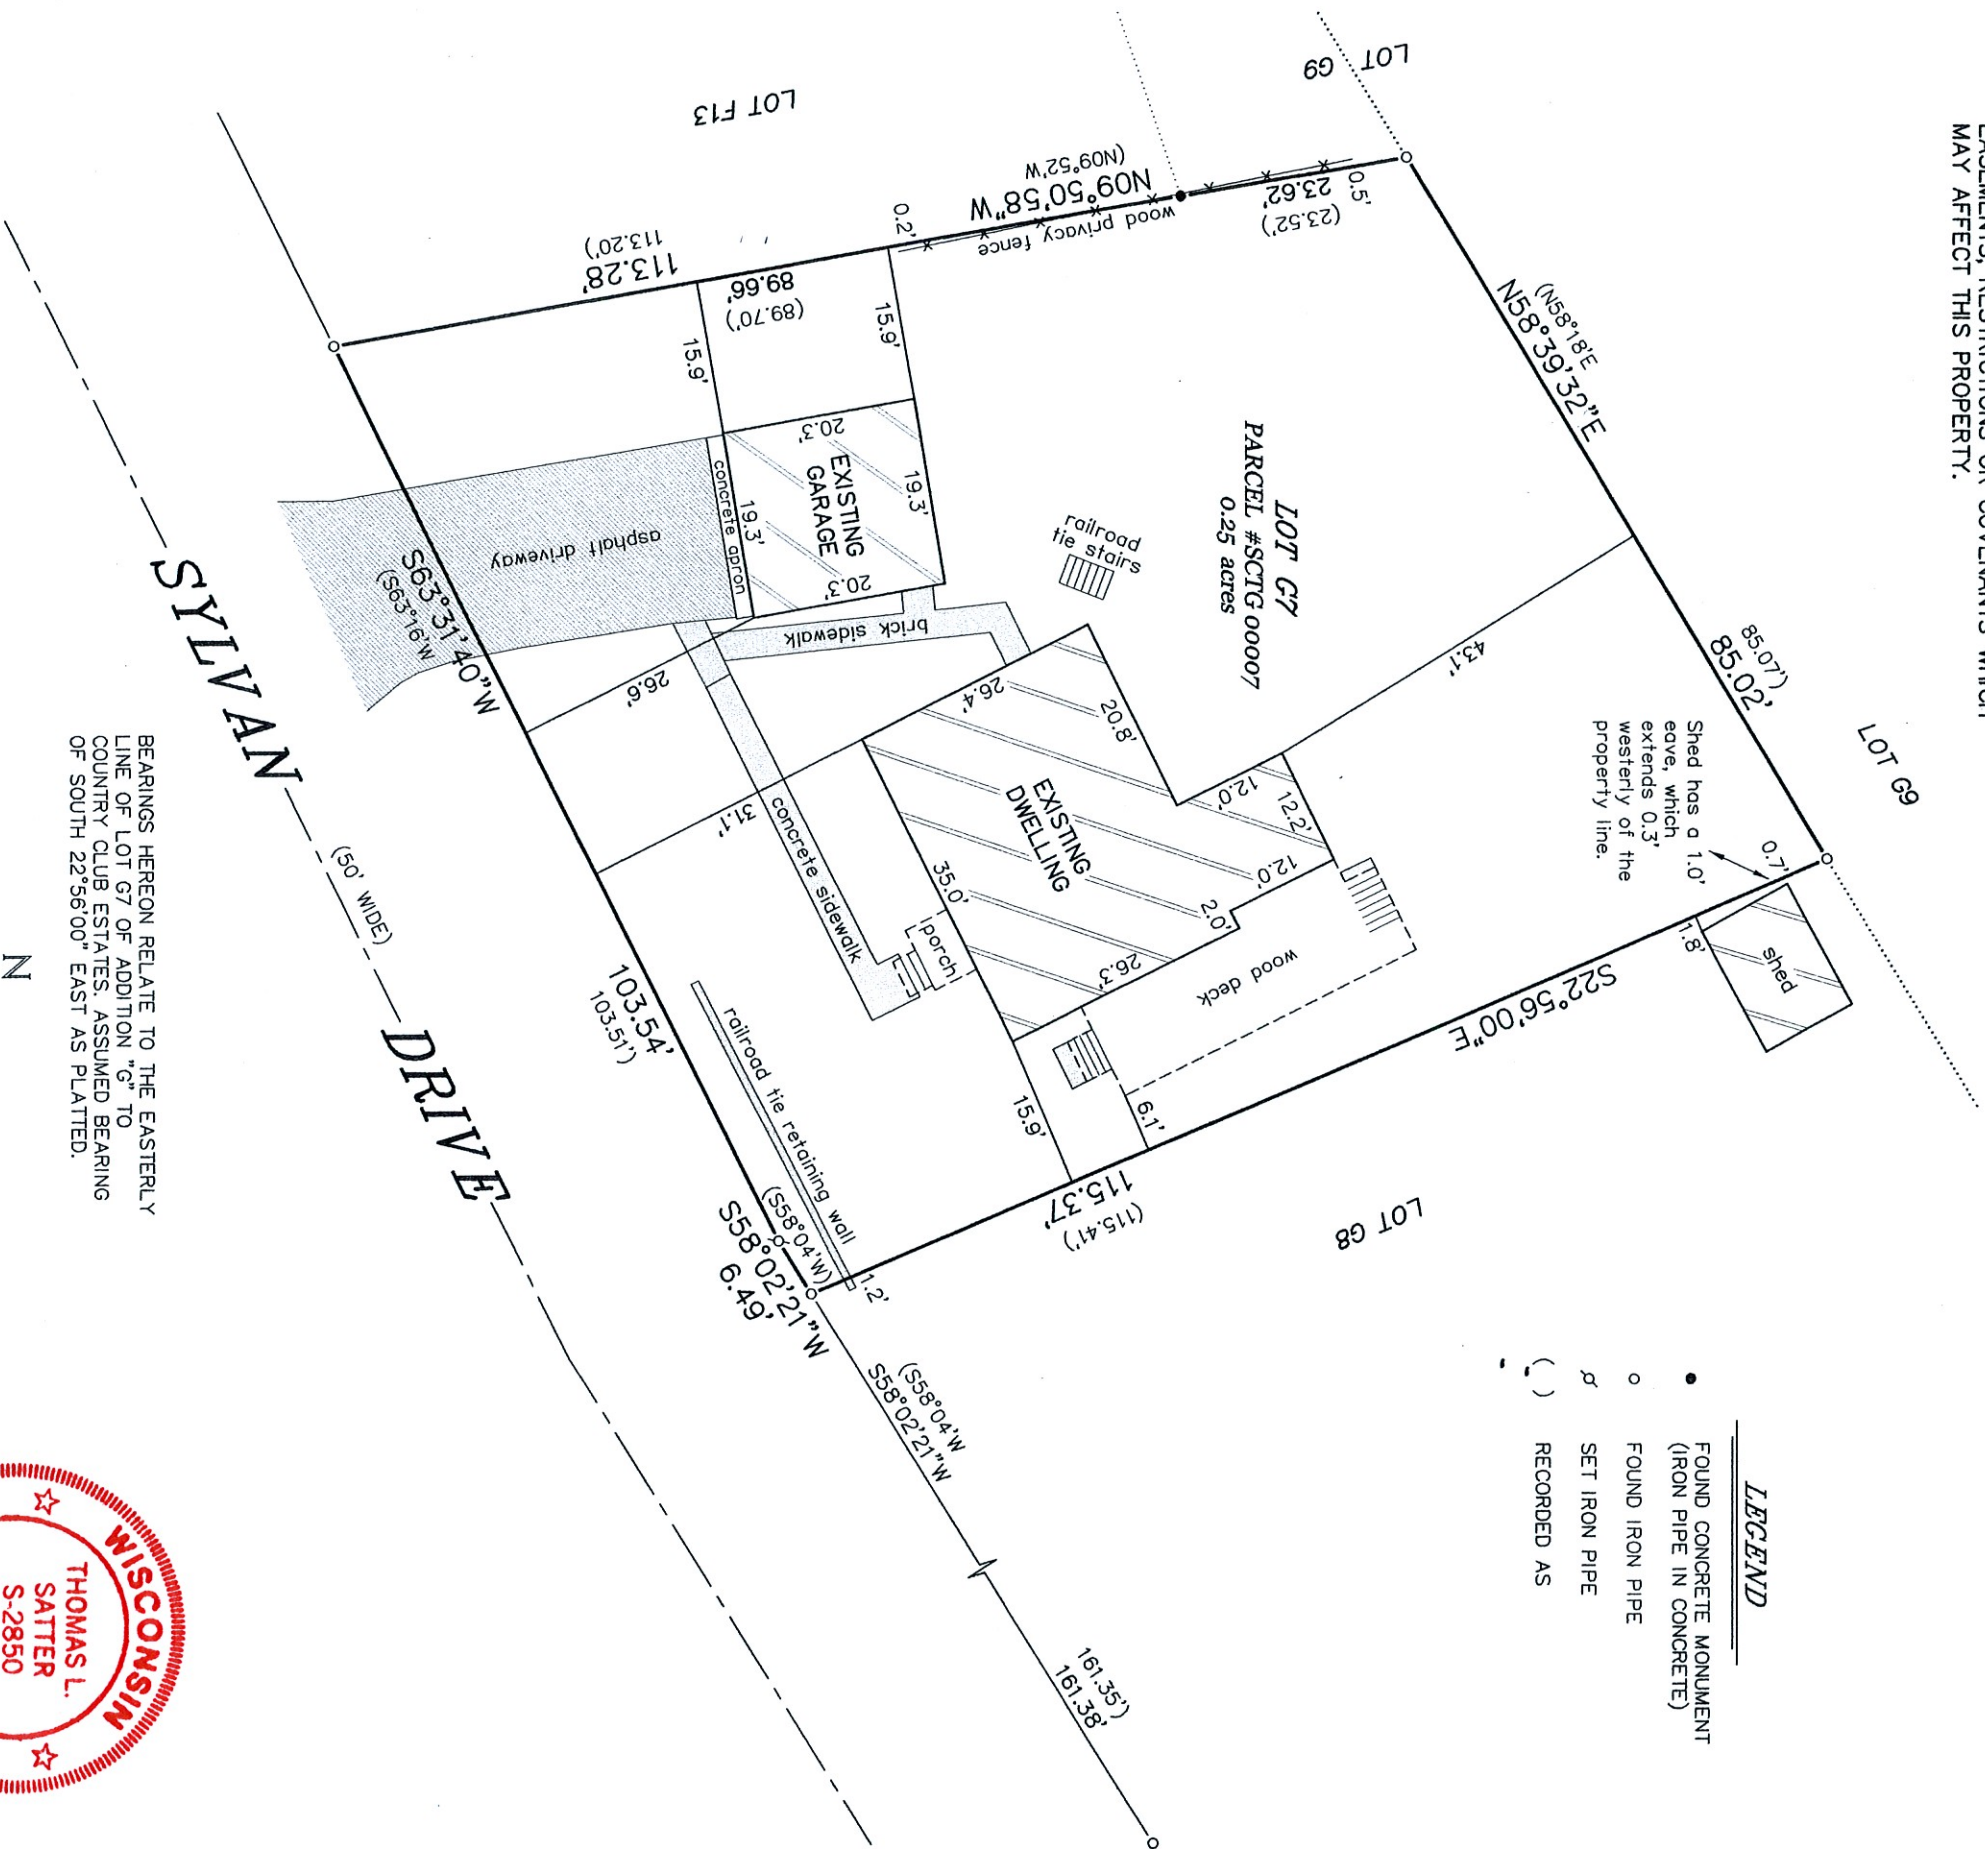 EASEMENTS, RESTRICTIONS OR COVENANTS WHICH
MAY AFFECT THIS PROPERTY.
LOT G9
LOT F13
LOT G9
LOT G8
(N58°18'E
N58°39'32"E
85.07')
85.02'
N09°50'58"W
(N09°52'W
113.28'
113.20')
23.62'
(23.52')
89.66'
(89.70')
0.5'
0.2'
wood privacy fence
15.9'
15.9'
LOT G7
PARCEL #SCTG 00007
0.25 acres
EXISTING
GARAGE
20.3'
19.3'
20.3'
19.3'
concrete apron
asphalt driveway
brick sidewalk
railroad
tie stairs
43.1'
EXISTING
DWELLING
26.4'
20.8'
12.0'
12.2'
12.0'
2.0'
26.3'
35.0'
26.6'
31.1'
15.9'
6.1'
porch
concrete sidewalk
wood deck
Shed has a 1.0'
eave, which
extends 0.3'
westerly of the
property line.
0.7'
1.8'
shed
S22°56'00"E
115.37'
(115.41')
S63°31'40"W
(S63°16'W
103.54'
103.51')
railroad tie retaining wall
(S58°04'W)
S58°02'21"W
6.49'
1.2'
(S58°04'W
S58°02'21"W
161.35')
161.38'
SYLVAN DRIVE
(50' WIDE)
BEARINGS HEREON RELATE TO THE EASTERLY
LINE OF LOT G7 OF ADDITION "G" TO
COUNTRY CLUB ESTATES. ASSUMED BEARING
OF SOUTH 22°56'00" EAST AS PLATTED.
N
LEGEND
FOUND CONCRETE MONUMENT
(IRON PIPE IN CONCRETE)
FOUND IRON PIPE
SET IRON PIPE
( ) RECORDED AS
WISCONSIN
THOMAS L.
SATTER
S-2850